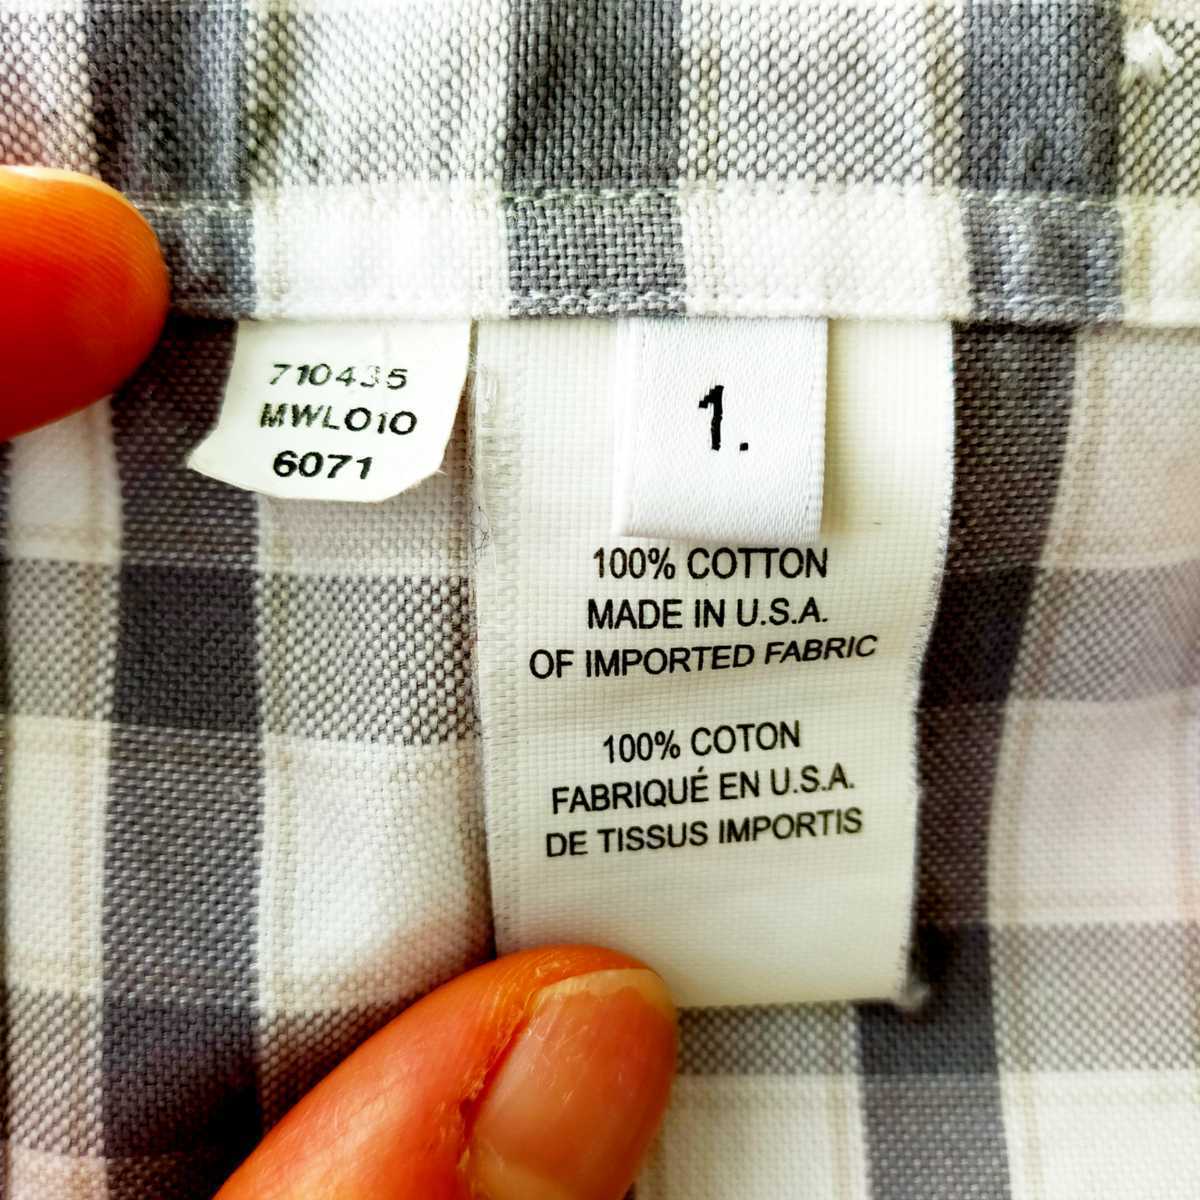 710435
MWL010
6071
1.
100% COTTON
MADE IN U.S.A.
OF IMPORTED FABRIC
100% COTON
FABRIQUÉ EN U.S.A.
DE TISSUS IMPORTIS